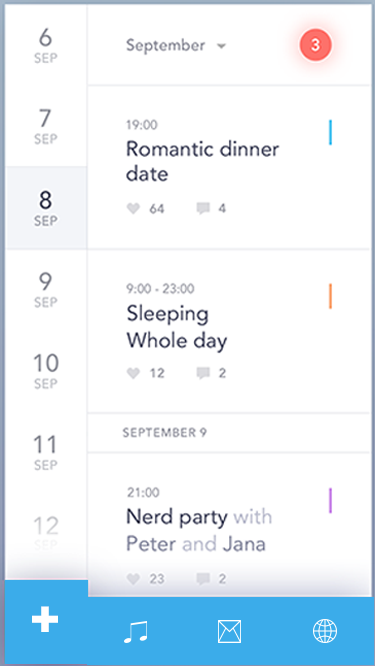 6
SEP
7
SEP
8
SEP
9
SEP
10
SEP
11
SEP
12
SEP
September
3
19:00
Romantic dinner
date
64 4
9:00 - 23:00
Sleeping
Whole day
12 2
SEPTEMBER 9
21:00
Nerd party with
Peter and Jana
23 2